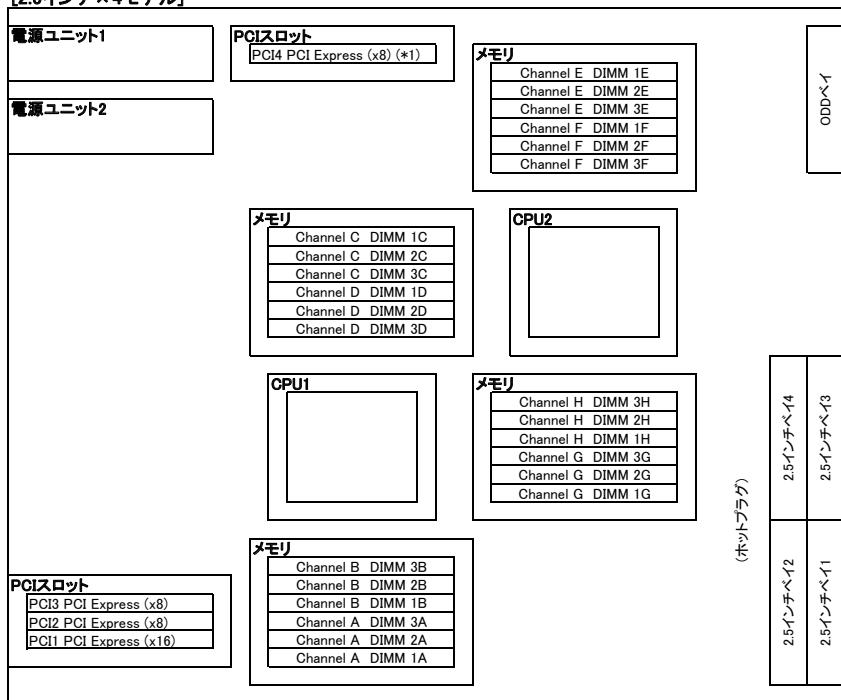 [2.5インチ×4モデル]
電源ユニット1
電源ユニット2
PCIスロット
PCI4 PCI Express (x8) (*1)
メモリ
Channel E DIMM 1E
Channel E DIMM 2E
Channel E DIMM 3E
Channel F DIMM 1F
Channel F DIMM 2F
Channel F DIMM 3F
ODDベイ
メモリ
Channel C DIMM 1C
Channel C DIMM 2C
Channel C DIMM 3C
Channel D DIMM 1D
Channel D DIMM 2D
Channel D DIMM 3D
CPU2
CPU1
メモリ
Channel H DIMM 3H
Channel H DIMM 2H
Channel H DIMM 1H
Channel G DIMM 3G
Channel G DIMM 2G
Channel G DIMM 1G
(ホットプラグ)
2.5インチベイ4
2.5インチベイ3
2.5インチベイ2
2.5インチベイ1
メモリ
Channel B DIMM 3B
Channel B DIMM 2B
Channel B DIMM 1B
Channel A DIMM 3A
Channel A DIMM 2A
Channel A DIMM 1A
PCIスロット
PCI3 PCI Express (x8)
PCI2 PCI Express (x8)
PCI1 PCI Express (x16)